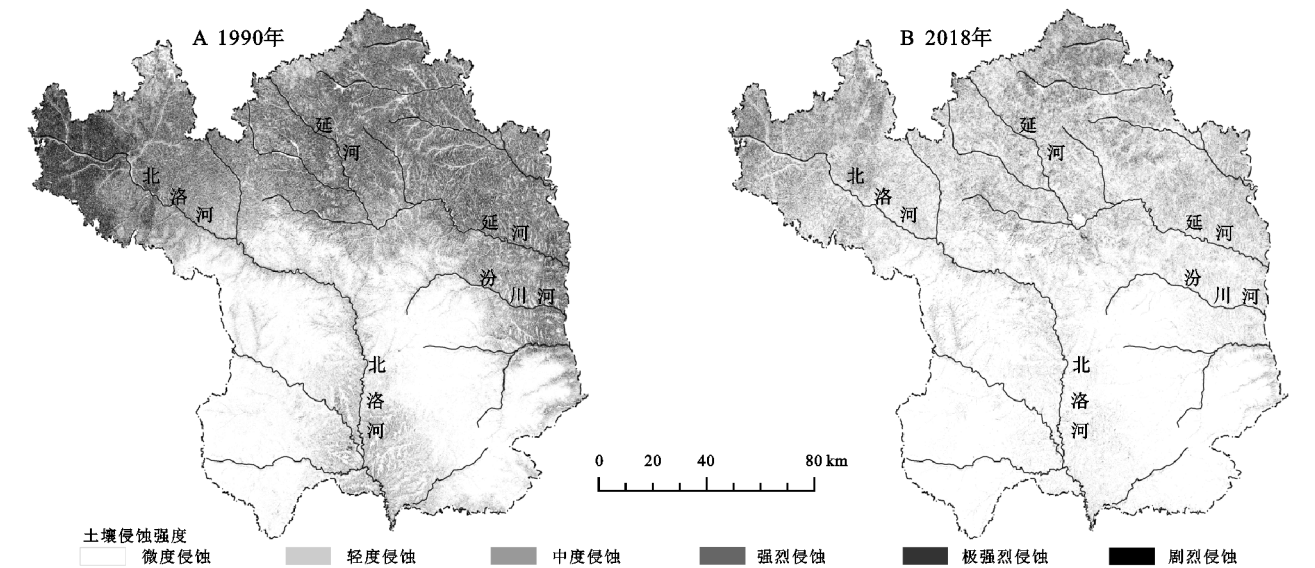 A 1990年
B 2018年
延
河
北
洛
河
延 河
汾
川 河
北
洛
河
延
河
北
洛
河
延 河
汾
川 河
北
洛
河
0 20 40 80 km
土壤侵蚀强度
微度侵蚀 轻度侵蚀 中度侵蚀 强烈侵蚀 极强烈侵蚀 剧烈侵蚀